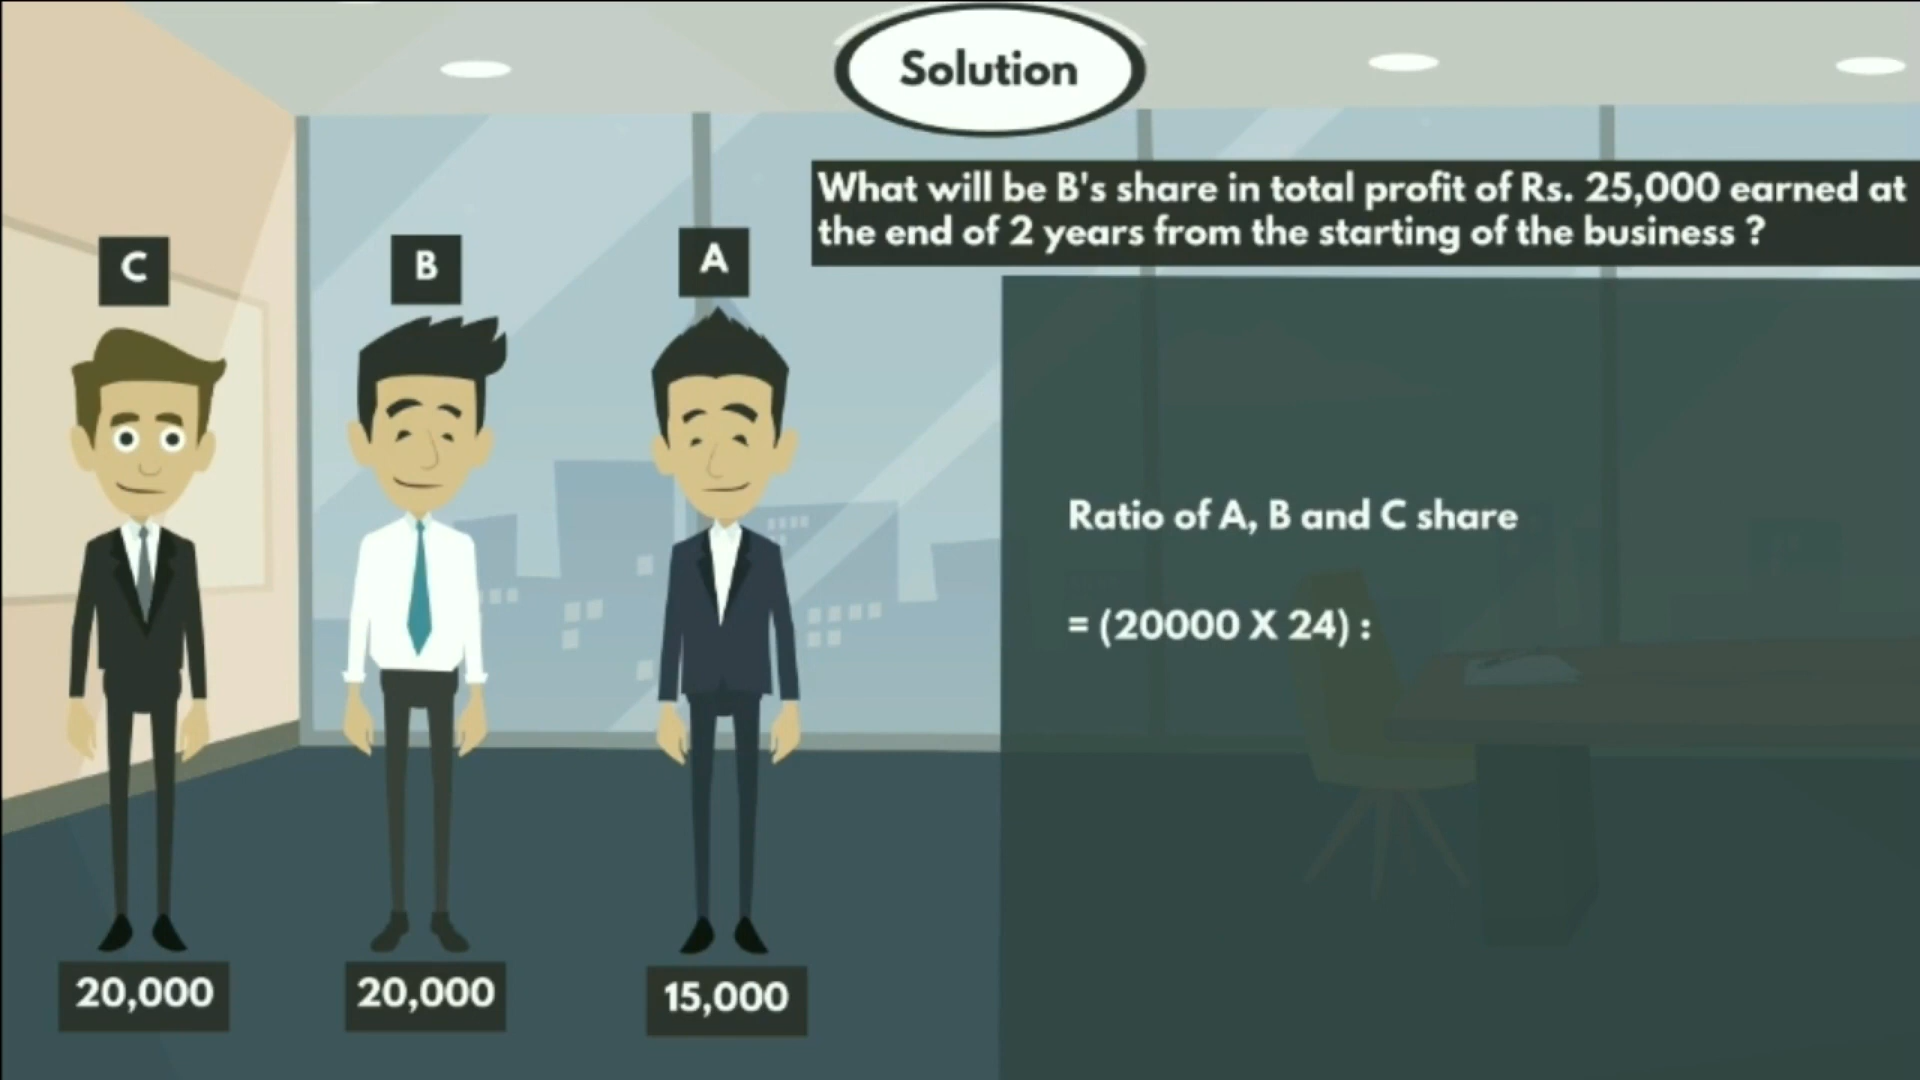 Solution
What will be B's share in total profit of Rs. 25,000 earned at
the end of 2 years from the starting of the business ?
C
B
A
Ratio of A, B and C share
= (20000 X 24) :
20,000
20,000
15,000